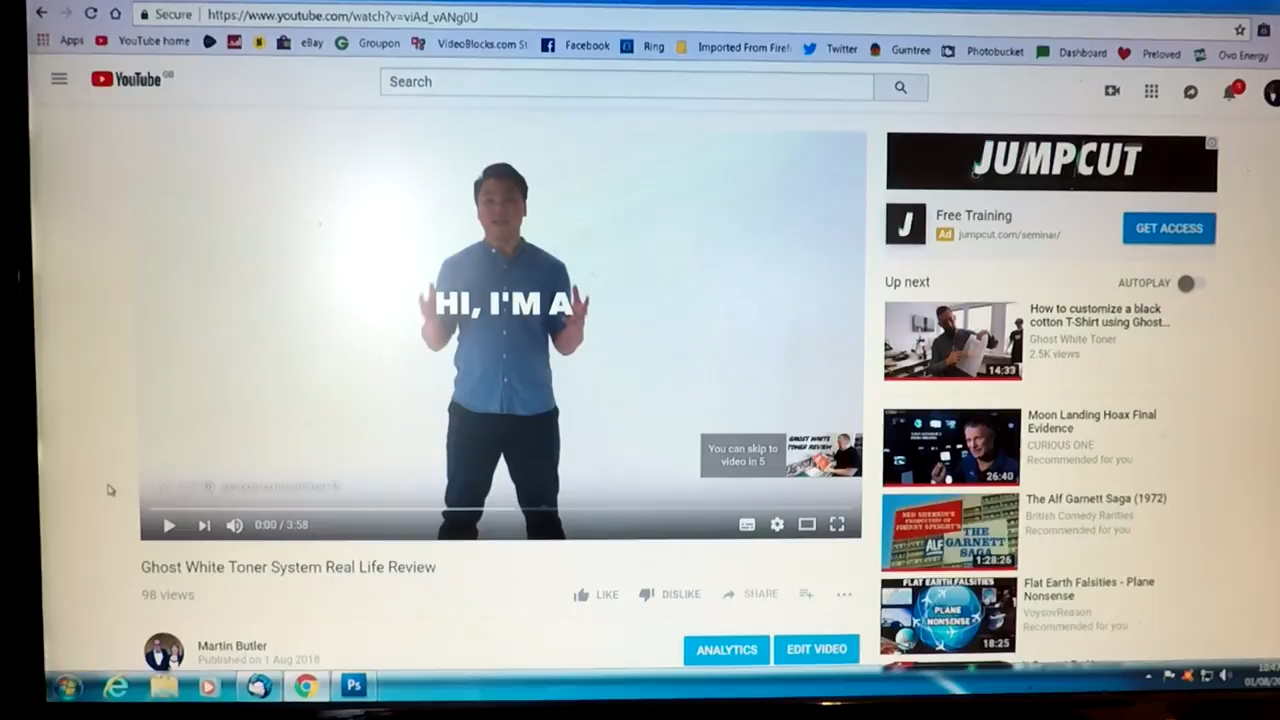 Secure | https://www.youtube.com/watch?v=viAd_vANg0U
Apps YouTube home eBay Groupon VideoBlocks.com St Facebook Ring Imported From Firef Twitter Gumtree Photobucket Dashboard Preloved Ovo Energy
YouTube GB
Search
JUMPCUT
Free Training
Ad jumpcut.com/seminar/
GET ACCESS
Up next
AUTOPLAY
HI, I'M A
You can skip to
video in 5
GHOST WHITE
TONER REVIEW
0:00 / 3:58
How to customize a black
cotton T-Shirt using Ghost...
Ghost White Toner
2.5K views
14:33
Moon Landing Hoax Final
Evidence
CURIOUS ONE
Recommended for you
26:40
The Alf Garnett Saga (1972)
British Comedy Rarities
Recommended for you
THE
ALF GARNETT
SAGA
1:28:26
Flat Earth Falsities - Plane
Nonsense
VoysovReason
Recommended for you
FLAT EARTH FALSITIES
PLANE
NONSENSE
18:25
Ghost White Toner System Real Life Review
98 views
LIKE DISLIKE SHARE
Martin Butler
Published on 1 Aug 2018
ANALYTICS
EDIT VIDEO
Ps